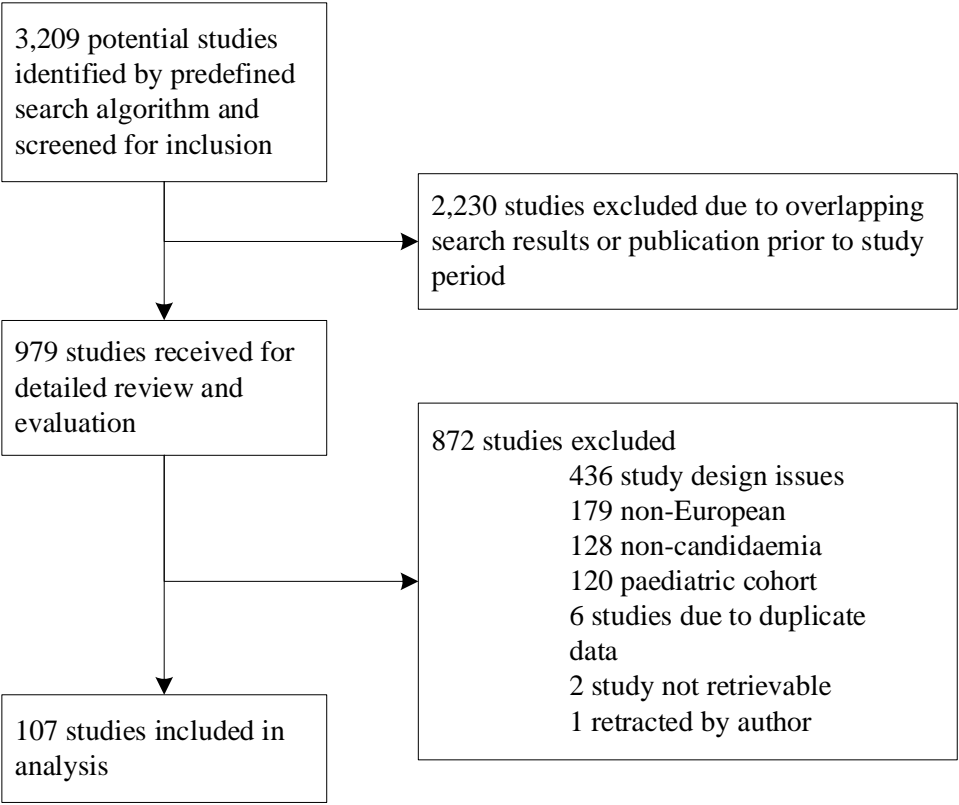 3,209 potential studies
identified by predefined
search algorithm and
screened for inclusion
2,230 studies excluded due to overlapping
search results or publication prior to study
period
979 studies received for
detailed review and
evaluation
872 studies excluded
436 study design issues
179 non-European
128 non-candidaemia
120 paediatric cohort
6 studies due to duplicate
data
2 study not retrievable
1 retracted by author
107 studies included in
analysis